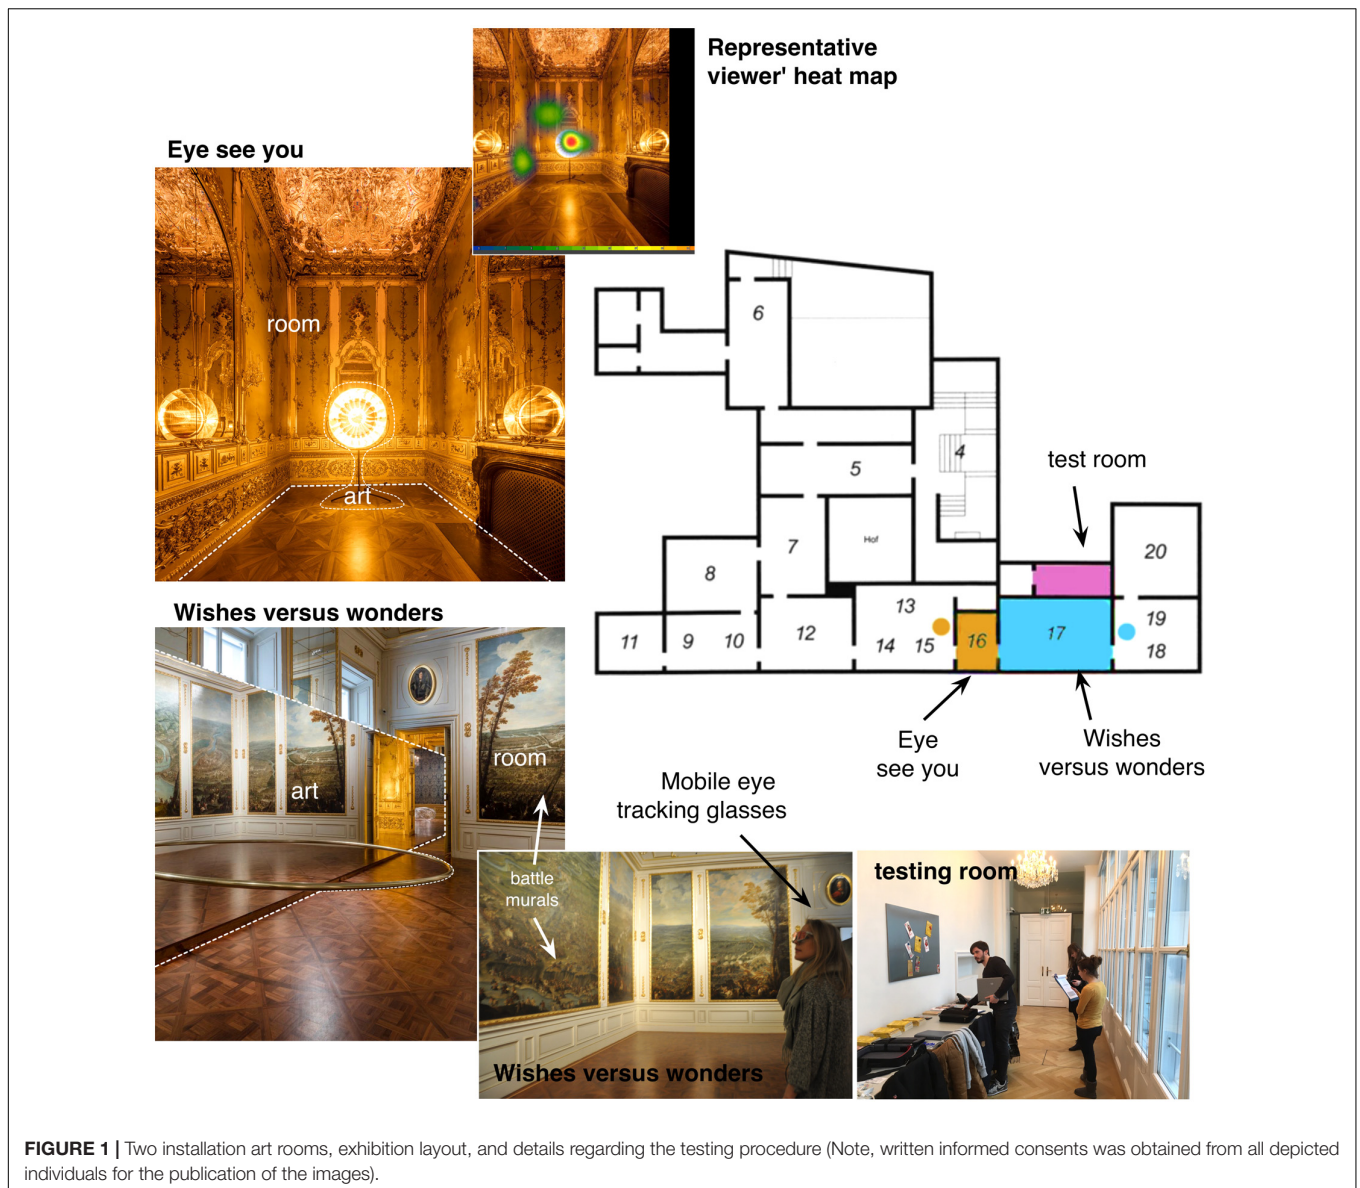 Representative
viewer' heat map
Eye see you
room
art
Wishes versus wonders
art
room
battle
murals
6
4
5
test room
7
Hof
20
8
13
19
11
9
10
12
14
15
16
17
18
Eye
see you
Wishes
versus wonders
Mobile eye
tracking glasses
Wishes versus wonders
testing room
FIGURE 1 | Two installation art rooms, exhibition layout, and details regarding the testing procedure (Note, written informed consents was obtained from all depicted
individuals for the publication of the images).